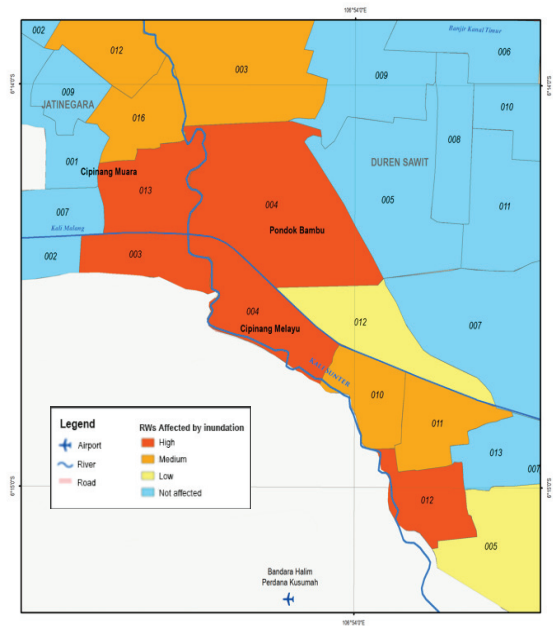 106°54'0"E
002
012
003
009
Banjir Kanal Timur
006
009
JATINEGARA
016
010
001
Cipinang Muara
013
004
DUREN SAWIT
008
005
011
007
Kali Malang
Pondok Bambu
002
003
004
Cipinang Melayu
012
007
KALI SUNTER
010
011
013
007
012
005
Legend
Airport
River
Road
RWs Affected by inundation
High
Medium
Low
Not affected
Bandara Halim
Perdana Kusumah
106°54'0"E